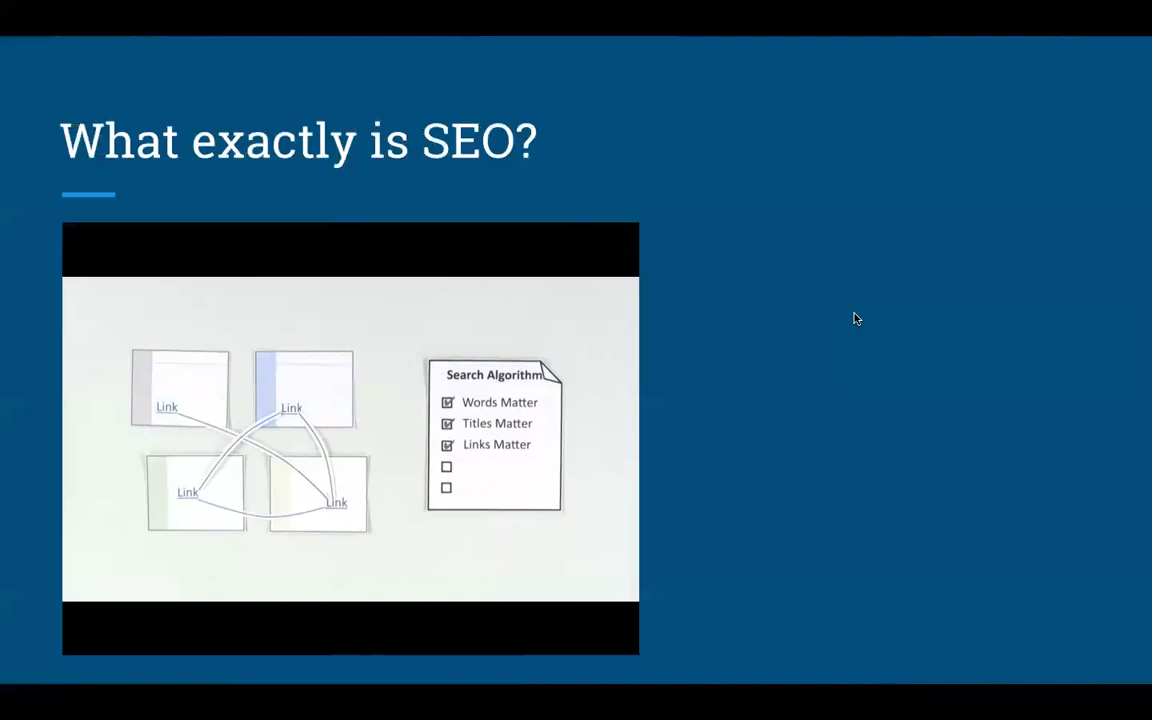 What exactly is SEO?
Link
Link
Link
Link
Search Algorithm
Words Matter
Titles Matter
Links Matter